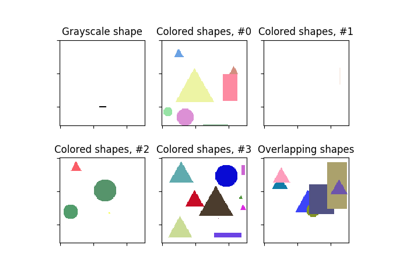 Grayscale shape
Colored shapes, #0
Colored shapes, #1
Colored shapes, #2
Colored shapes, #3
Overlapping shapes